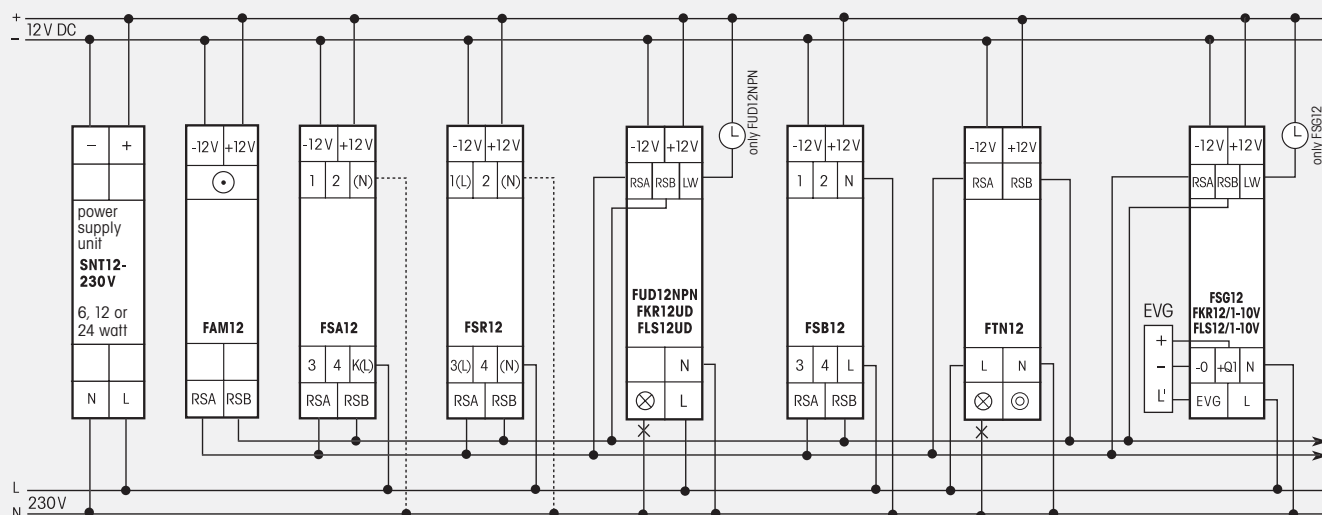 +
12V DC
−
− +
power
supply
unit
SNT12-
230V
6, 12 or
24 watt
N L
-12V +12V
FAM12
RSA RSB
-12V +12V
1 2 (N)
FSA12
3 4 K(L)
RSA RSB
-12V +12V
1(L) 2 (N)
FSR12
3(L) 4 (N)
RSA RSB
only FUD12NPN
-12V +12V
RSA RSB LW
FUD12NPN
FKR12UD
FLS12UD
N
L
-12V +12V
1 2 N
FSB12
3 4 L
RSA RSB
-12V +12V
RSA RSB
FTN12
L N
only FSG12
-12V +12V
RSA RSB LW
FSG12
FKR12/1-10V
FLS12/1-10V
EVG
+
−
L'
-0 +Q1 N
EVG L
L
230V
N